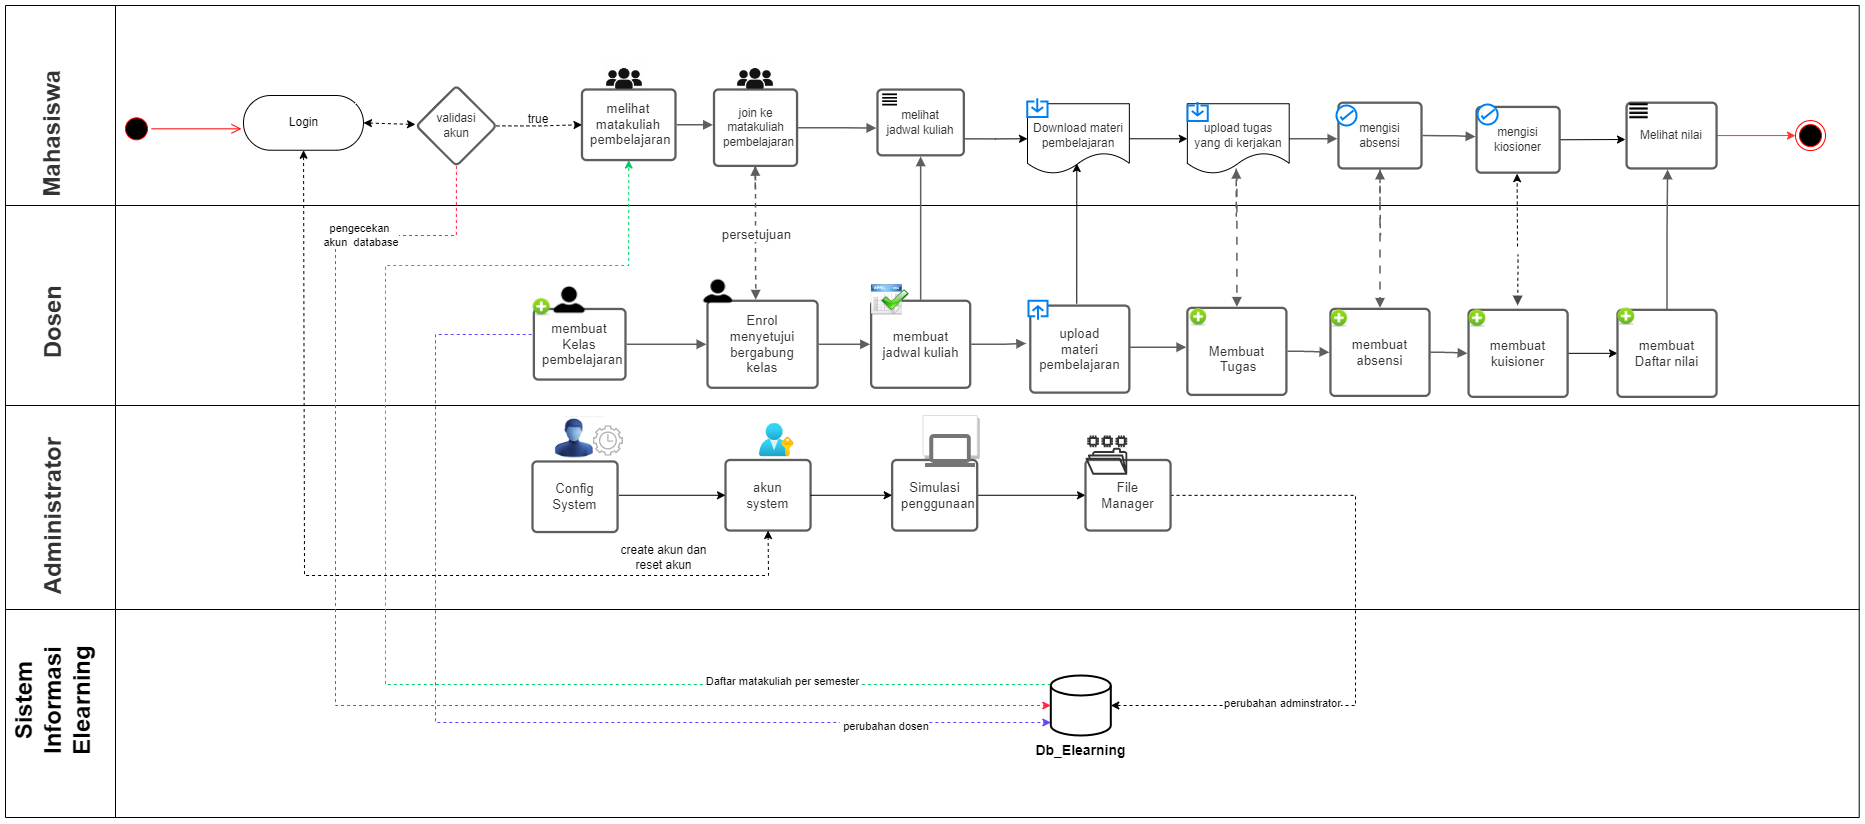 Mahasiswa
Login
validasi
akun
true
melihat
matakuliah
pembelajaran
join ke
matakuliah
pembelajaran
melihat
jadwal kuliah
Download materi
pembelajaran
upload tugas
yang di kerjakan
mengisi
absensi
mengisi
kiosioner
Melihat nilai
Dosen
pengecekan
akun database
persetujuan
membuat
Kelas
pembelajaran
Enrol
menyetujui
bergabung
kelas
membuat
jadwal kuliah
upload
materi
pembelajaran
Membuat
Tugas
membuat
absensi
membuat
kuisioner
membuat
Daftar nilai
Administrator
Config
System
akun
system
Simulasi
penggunaan
File
Manager
create akun dan
reset akun
Sistem
Informasi
Elearning
Daftar matakuliah per semester
perubahan adminstrator
perubahan dosen
Db_Elearning